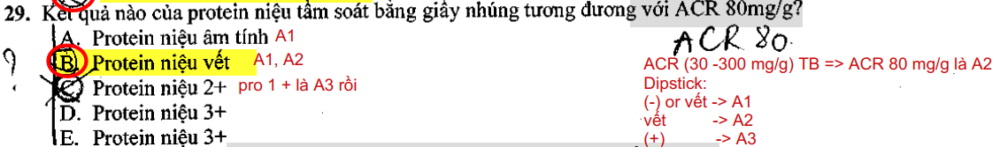 29. Kết quả nào của protein niệu tầm soát bằng giấy nhúng tương đương với ACR 80mg/g?
A. Protein niệu âm tính A1
ACR 80.
? B. Protein niệu vết A1, A2
ACR (30 -300 mg/g) TB => ACR 80 mg/g là A2
C. Protein niệu 2+ pro 1 + là A3 rồi
Dipstick:
D. Protein niệu 3+
(-) or vết -> A1
vết -> A2
E. Protein niệu 3+
(+) -> A3